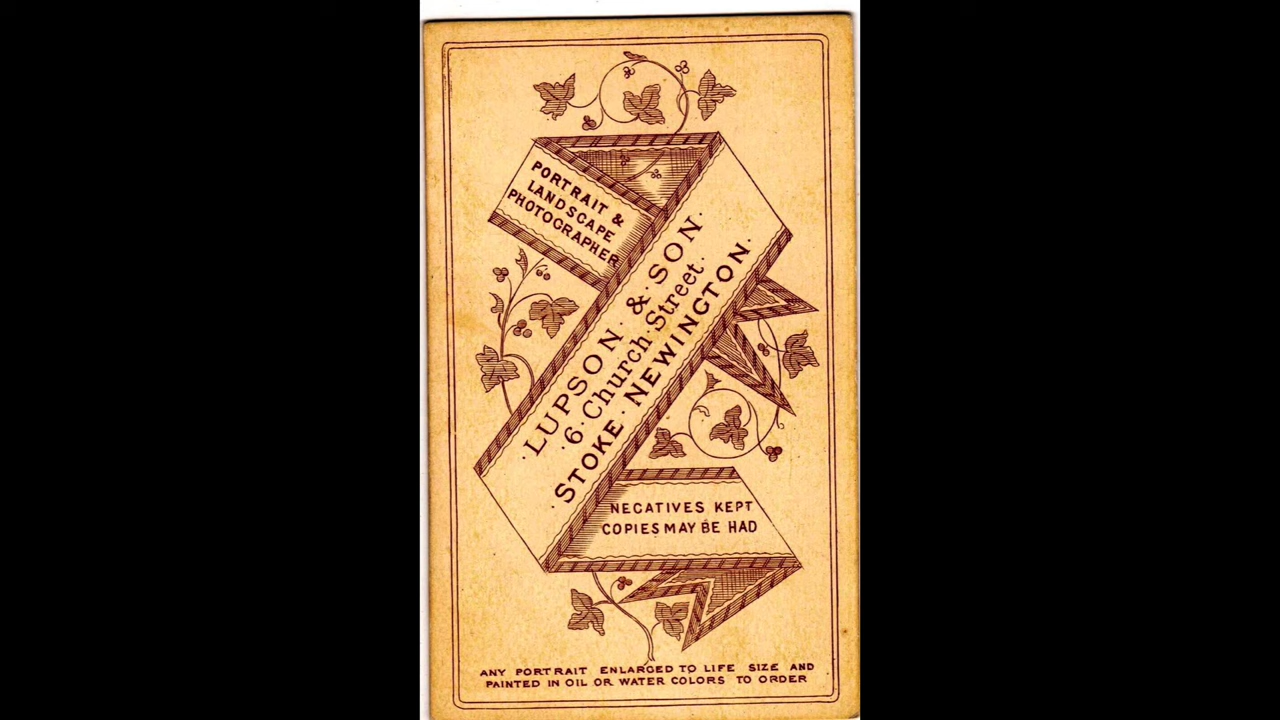 PORTRAIT &
LANDSCAPE
PHOTOGRAPHER
LUPSON. & SON.
.6.Church.Street.
STOKE.NEWINGTON.
NEGATIVES KEPT
COPIES MAY BE HAD
ANY PORTRAIT ENLARGED TO LIFE SIZE AND
PAINTED IN OIL OR WATER COLORS TO ORDER